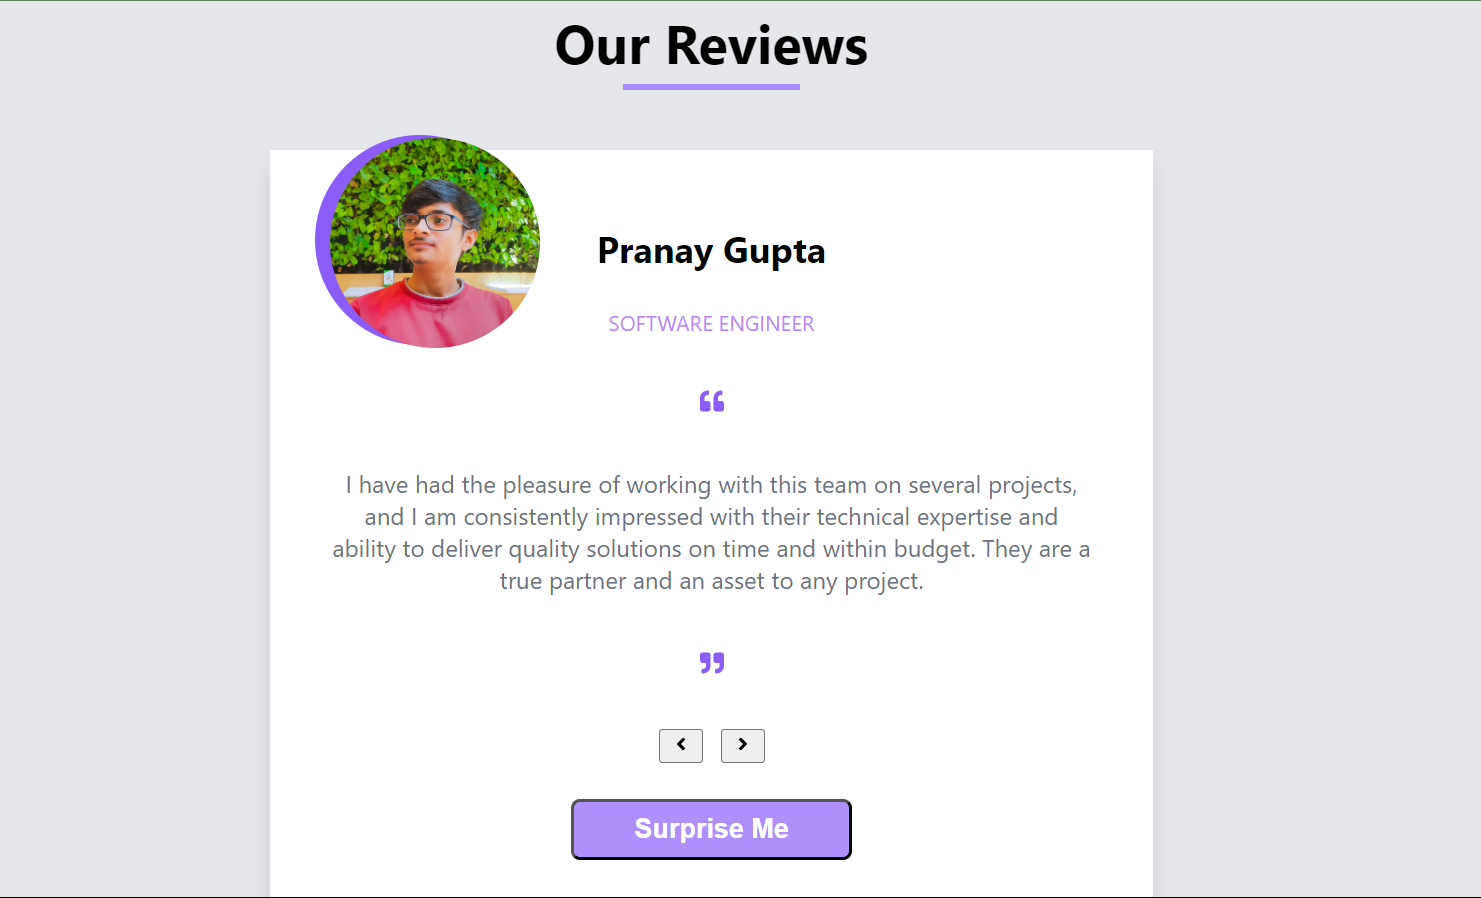 Our Reviews
Pranay Gupta
SOFTWARE ENGINEER
“
I have had the pleasure of working with this team on several projects,
and I am consistently impressed with their technical expertise and
ability to deliver quality solutions on time and within budget. They are a
true partner and an asset to any project.
”
Surprise Me